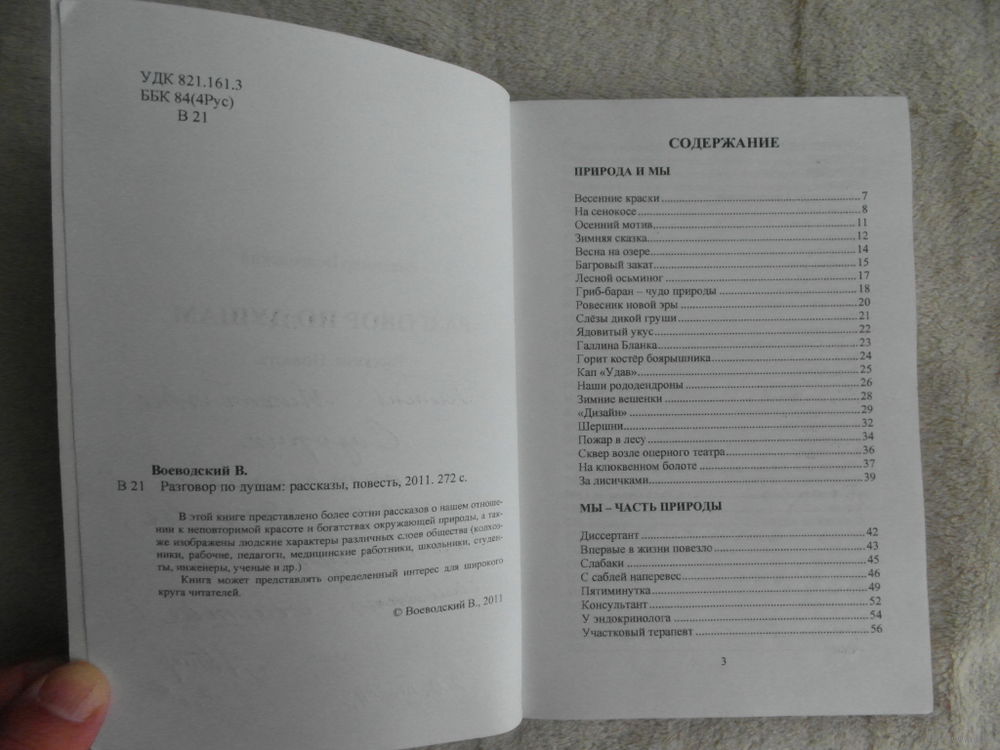 УДК 821.161.3
ББК 84(4Рус)
В 21
Воеводский В.
В 21 Разговор по душам: рассказы, повесть, 2011. 272 с.
В этой книге представлено более сотни рассказов о нашем отноше-
нии к неповторимой красоте и богатствах окружающей природы, а так-
же изображены людские характеры различных слоев общества (колхоз-
ники, рабочие, педагоги, медицинские работники, школьники, студен-
ты, инженеры, ученые и др.)
Книга может представлять определенный интерес для широкого
круга читателей.
© Воеводский В., 2011
СОДЕРЖАНИЕ
ПРИРОДА И МЫ
Весенние краски 7
На сенокосе 8
Осенний мотив 11
Зимняя сказка 12
Весна на озере 14
Багровый закат 15
Лесной осьминог 17
Гриб-баран – чудо природы 18
Ровесник новой эры 20
Слёзы дикой груши 21
Ядовитый укус 22
Галлина Бланка 23
Горит костёр боярышника 24
Кап «Удав» 25
Наши рододендроны 26
Зимние вешенки 28
«Дизайн» 29
Шершни 32
Пожар в лесу 34
Сквер возле оперного театра 36
На клюквенном болоте 37
За лисичками 39
МЫ – ЧАСТЬ ПРИРОДЫ
Диссертант 42
Впервые в жизни повезло 43
Слабаки 45
С саблей наперевес 46
Пятиминутка 49
Консультант 52
У эндокринолога 54
Участковый терапевт 56
3